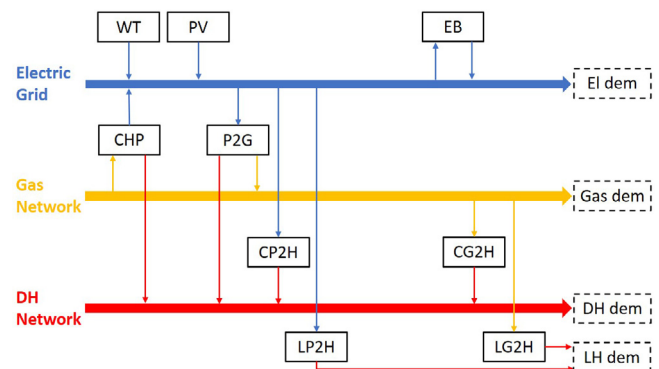 WT
PV
EB
Electric
Grid
El dem
CHP
P2G
Gas
Network
Gas dem
CP2H
CG2H
DH
Network
DH dem
LP2H
LG2H
LH dem